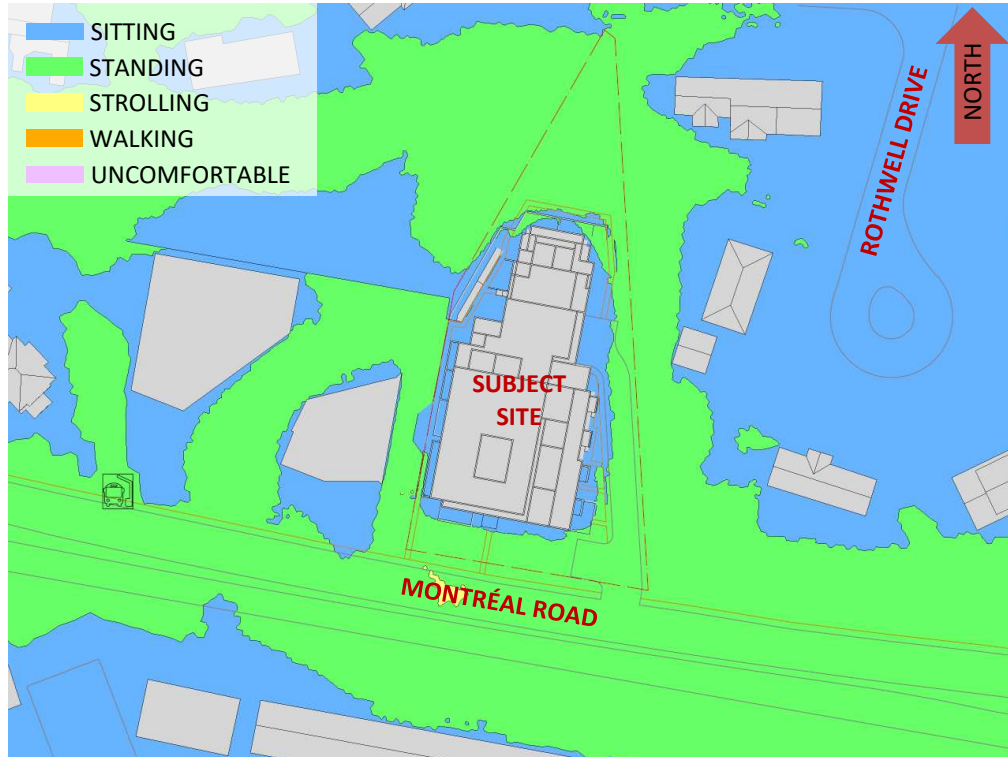 SITTING
STANDING
STROLLING
WALKING
UNCOMFORTABLE
NORTH
ROTHWELL DRIVE
SUBJECT
SITE
MONTRÉAL ROAD